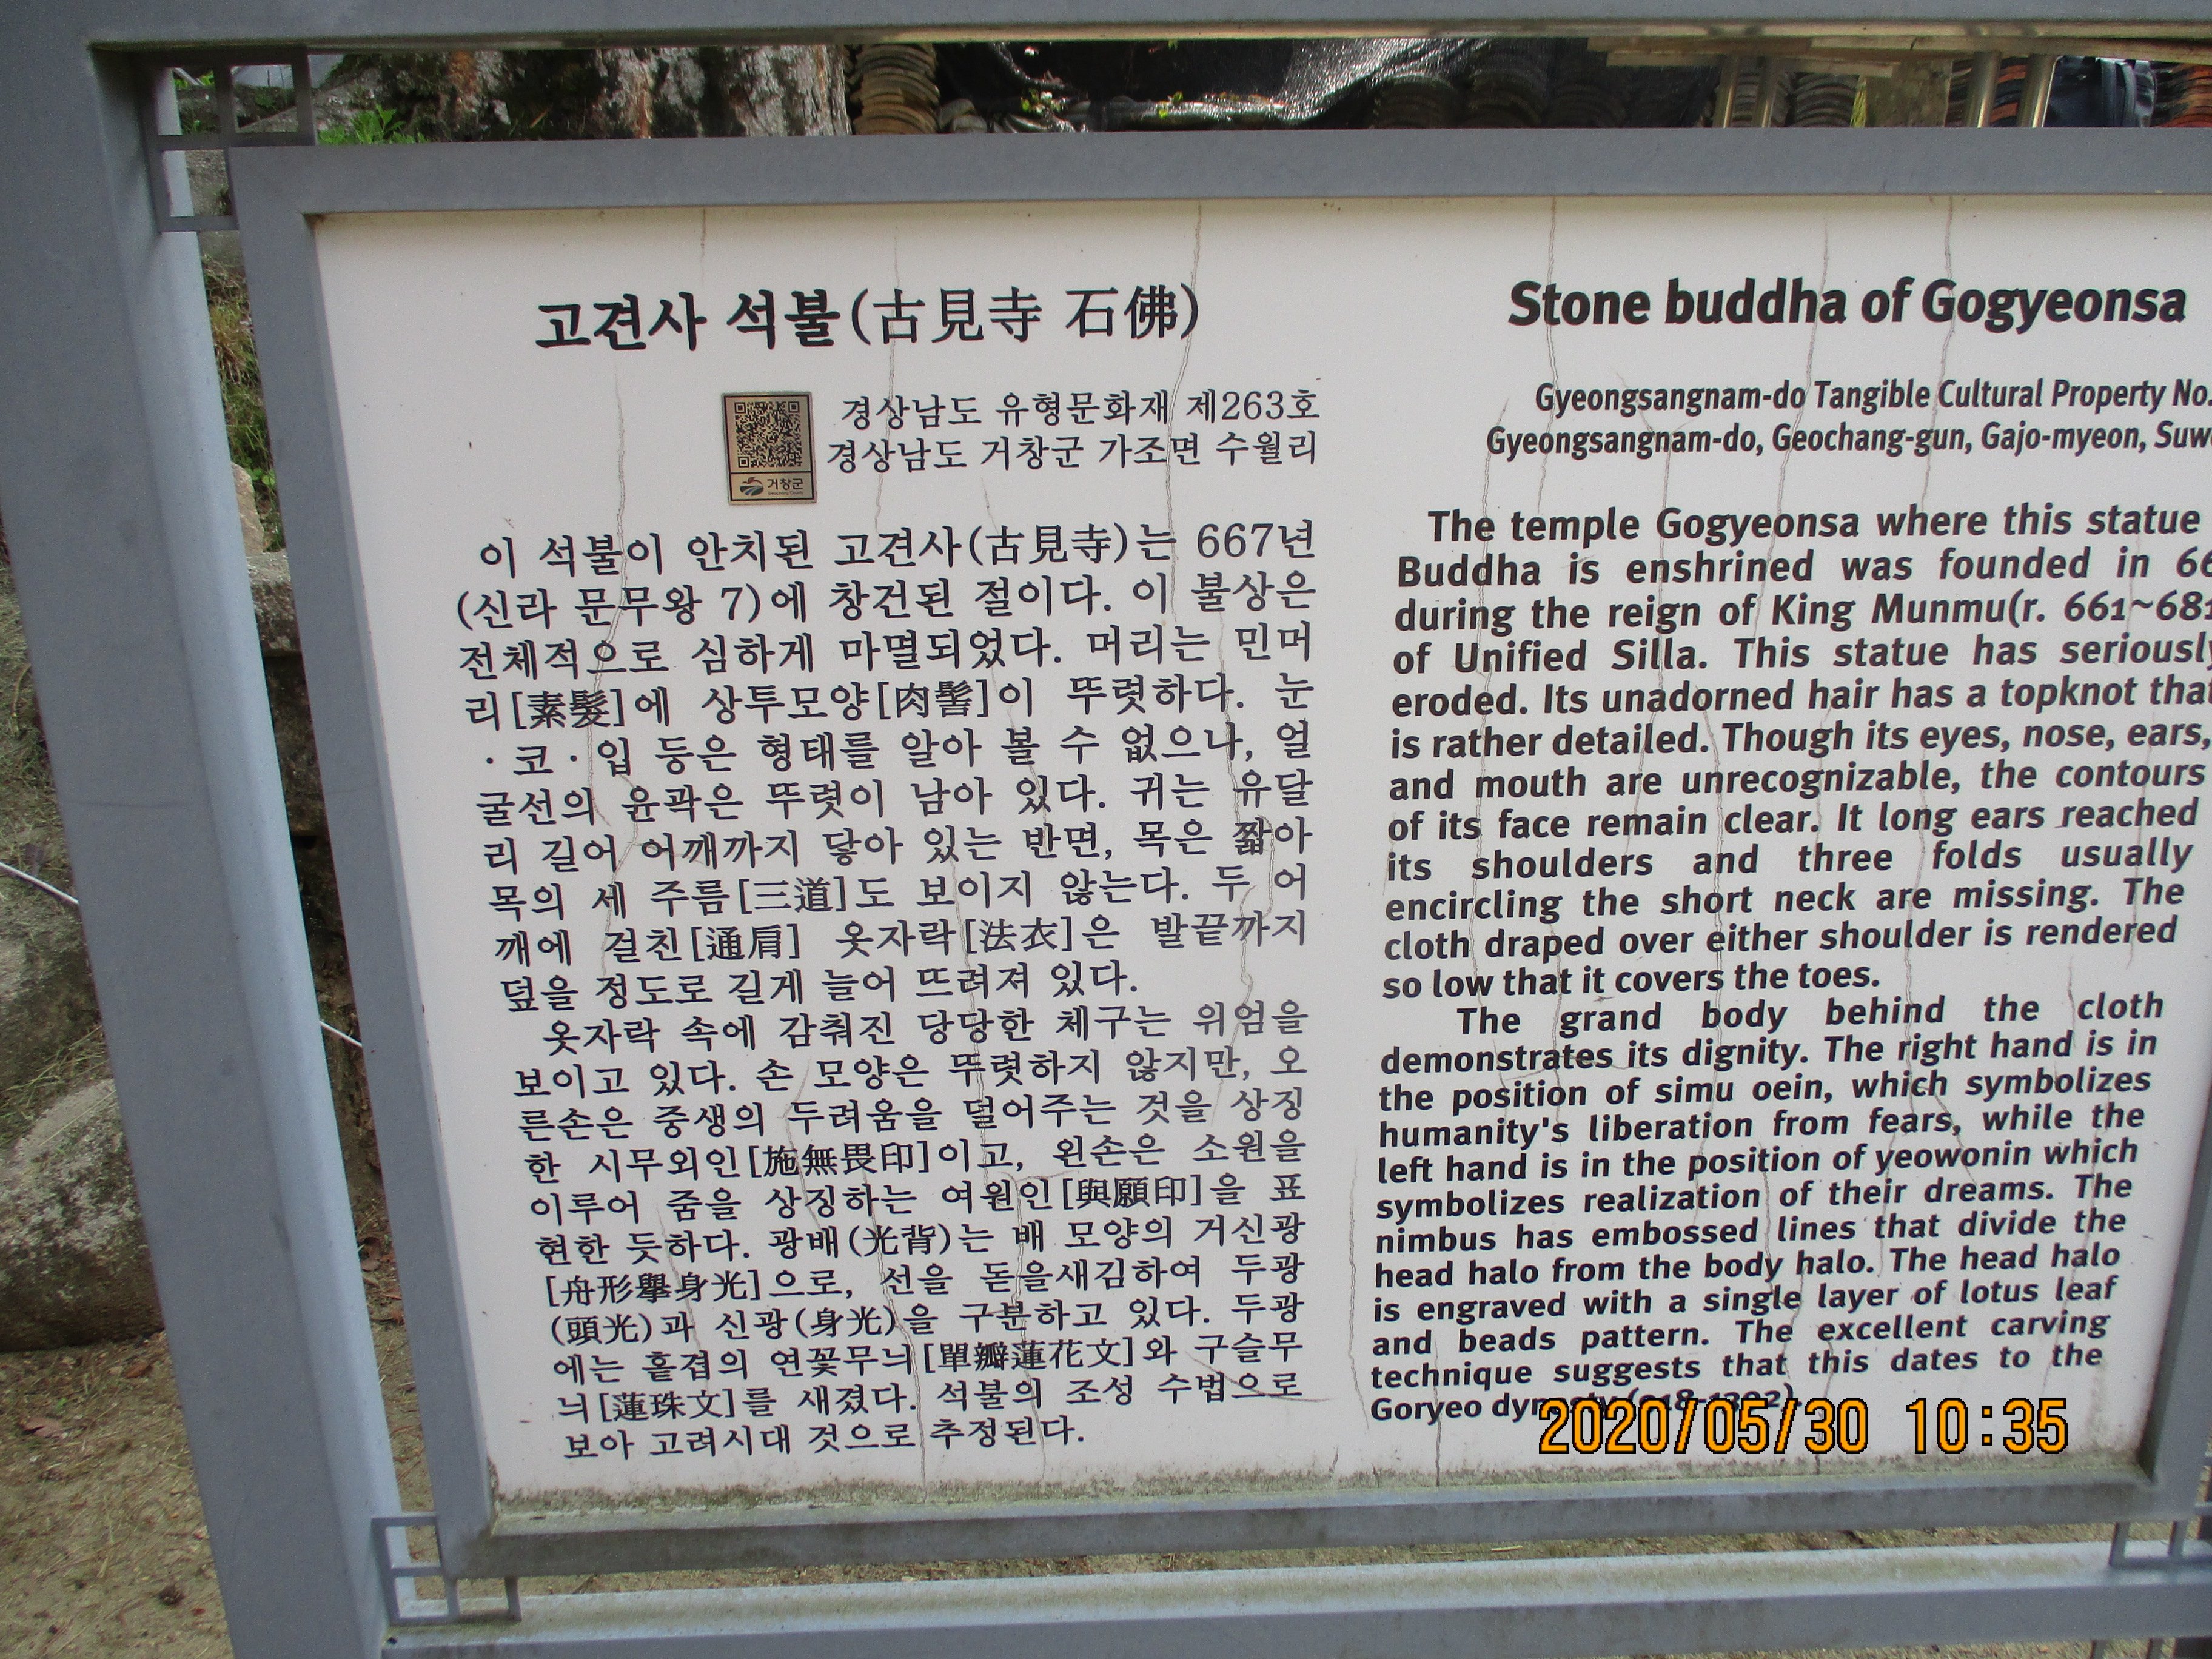 고견사 석불(古見寺 石佛)
경상남도 유형문화재 제263호
경상남도 거창군 가조면 수월리
거창군
이 석불이 안치된 고견사(古見寺)는 667년
(신라 문무왕 7)에 창건된 절이다. 이 불상은
전체적으로 심하게 마멸되었다. 머리는 민머
리[素髮]에 상투모양[肉髻]이 뚜렷하다. 눈
·코·입 등은 형태를 알아 볼 수 없으나, 얼
굴선의 윤곽은 뚜렷이 남아 있다. 귀는 유달
리 길어 어깨까지 닿아 있는 반면, 목은 짧아
목의 세 주름[三道]도 보이지 않는다. 두 어
깨에 걸친[通肩] 옷자락[法衣]은 발끝까지
덮을 정도로 길게 늘어 뜨려져 있다.
옷자락 속에 감춰진 당당한 체구는 위엄을
보이고 있다. 손 모양은 뚜렷하지 않지만, 오
른손은 중생의 두려움을 덜어주는 것을 상징
한 시무외인[施無畏印]이고, 왼손은 소원을
이루어 줌을 상징하는 여원인[與願印]을 표
현한 듯하다. 광배(光背)는 배 모양의 거신광
[舟形擧身光]으로, 선을 돋을새김하여 두광
(頭光)과 신광(身光)을 구분하고 있다. 두광
에는 홑겹의 연꽃무늬[單瓣蓮花文]와 구슬무
늬[蓮珠文]를 새겼다. 석불의 조성 수법으로
보아 고려시대 것으로 추정된다.
Stone buddha of Gogyeonsa
Gyeongsangnam-do Tangible Cultural Property No.
Gyeongsangnam-do, Geochang-gun, Gajo-myeon,
The temple Gogyeonsa where this statue
Buddha is enshrined was founded in
during the reign of King Munmu(r. 661~681
of Unified Silla. This statue has seriously
eroded. Its unadorned hair has a topknot that
is rather detailed. Though its eyes, nose, ears,
and mouth are unrecognizable, the contours
of its face remain clear. It long ears reached
its shoulders and three folds usually
encircling the short neck are missing. The
cloth draped over either shoulder is rendered
so low that it covers the toes.
The grand body behind the cloth
demonstrates its dignity. The right hand is in
the position of simu oein, which symbolizes
humanity's liberation from fears, while the
left hand is in the position of yeowonin which
symbolizes realization of their dreams. The
nimbus has embossed lines that divide the
head halo from the body halo. The head halo
is engraved with a single layer of lotus leaf
and beads pattern. The excellent carving
technique suggests that this dates to the
Goryeo dynasty (918-1392).
2020/05/30 10:35